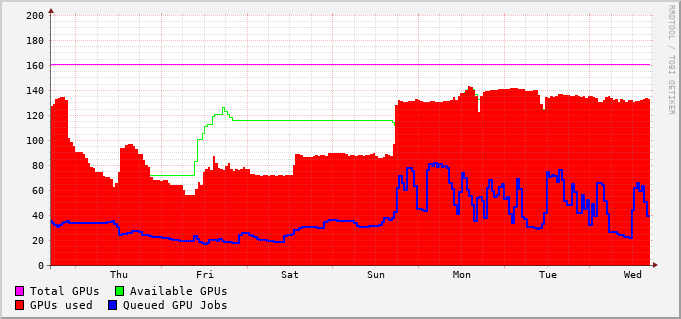 200
180
160
140
120
100
80
60
40
20
0
Thu Fri Sat Sun Mon Tue Wed
Total GPUs Available GPUs
GPUs used Queued GPU Jobs
RRDTOOL / TOBI OETIKER